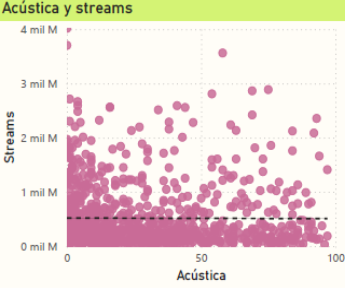 Acústica y streams
4 mil M
3 mil M
2 mil M
1 mil M
0 mil M
Streams
0
50
100
Acústica